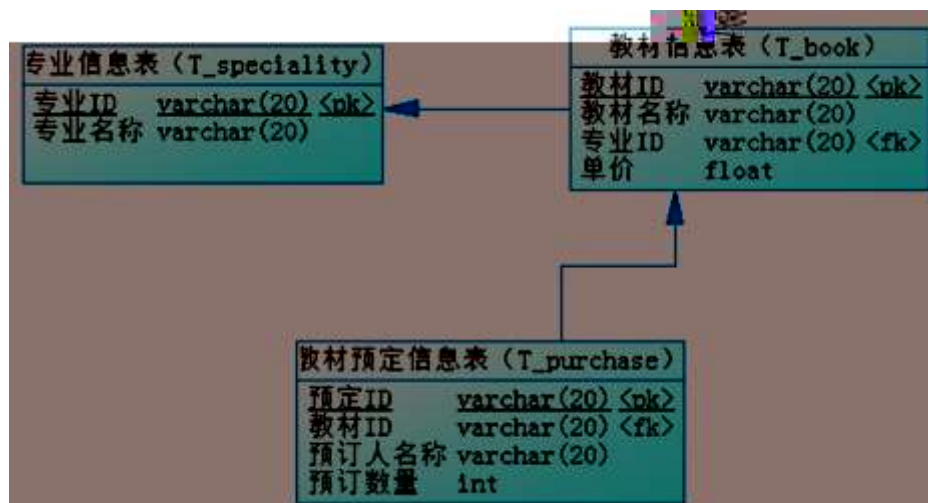 专业信息表（T_speciality）
专业ID varchar(20) <pk>
专业名称 varchar(20)
教材信息表（T_book）
教材ID varchar(20) <pk>
教材名称 varchar(20)
专业ID varchar(20) <fk>
单价 float
教材预定信息表（T_purchase）
预定ID varchar(20) <pk>
教材ID varchar(20) <fk>
预订人名称 varchar(20)
预订数量 int